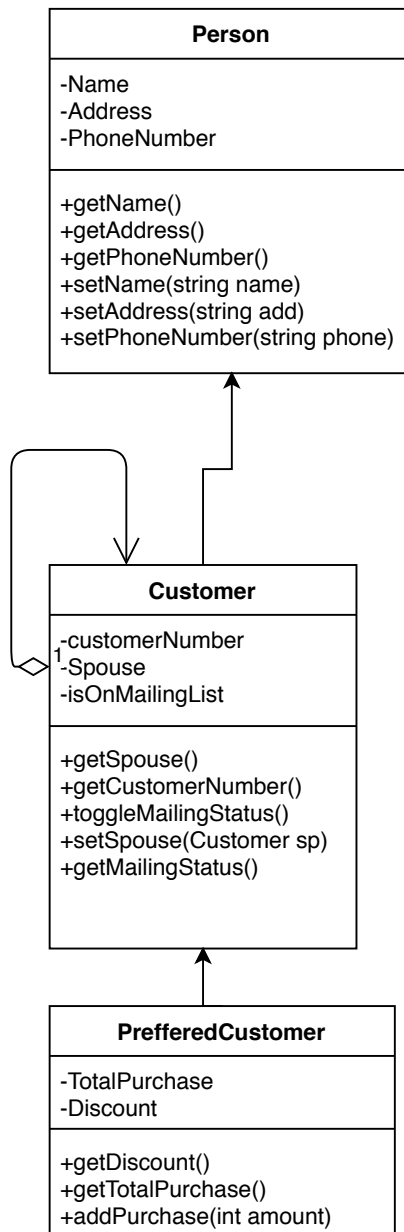 Person
-Name
-Address
-PhoneNumber
+getName()
+getAddress()
+getPhoneNumber()
+setName(string name)
+setAddress(string add)
+setPhoneNumber(string phone)
Customer
-customerNumber
1
-Spouse
-isOnMailingList
+getSpouse()
+getCustomerNumber()
+toggleMailingStatus()
+setSpouse(Customer sp)
+getMailingStatus()
PrefferedCustomer
-TotalPurchase
-Discount
+getDiscount()
+getTotalPurchase()
+addPurchase(int amount)